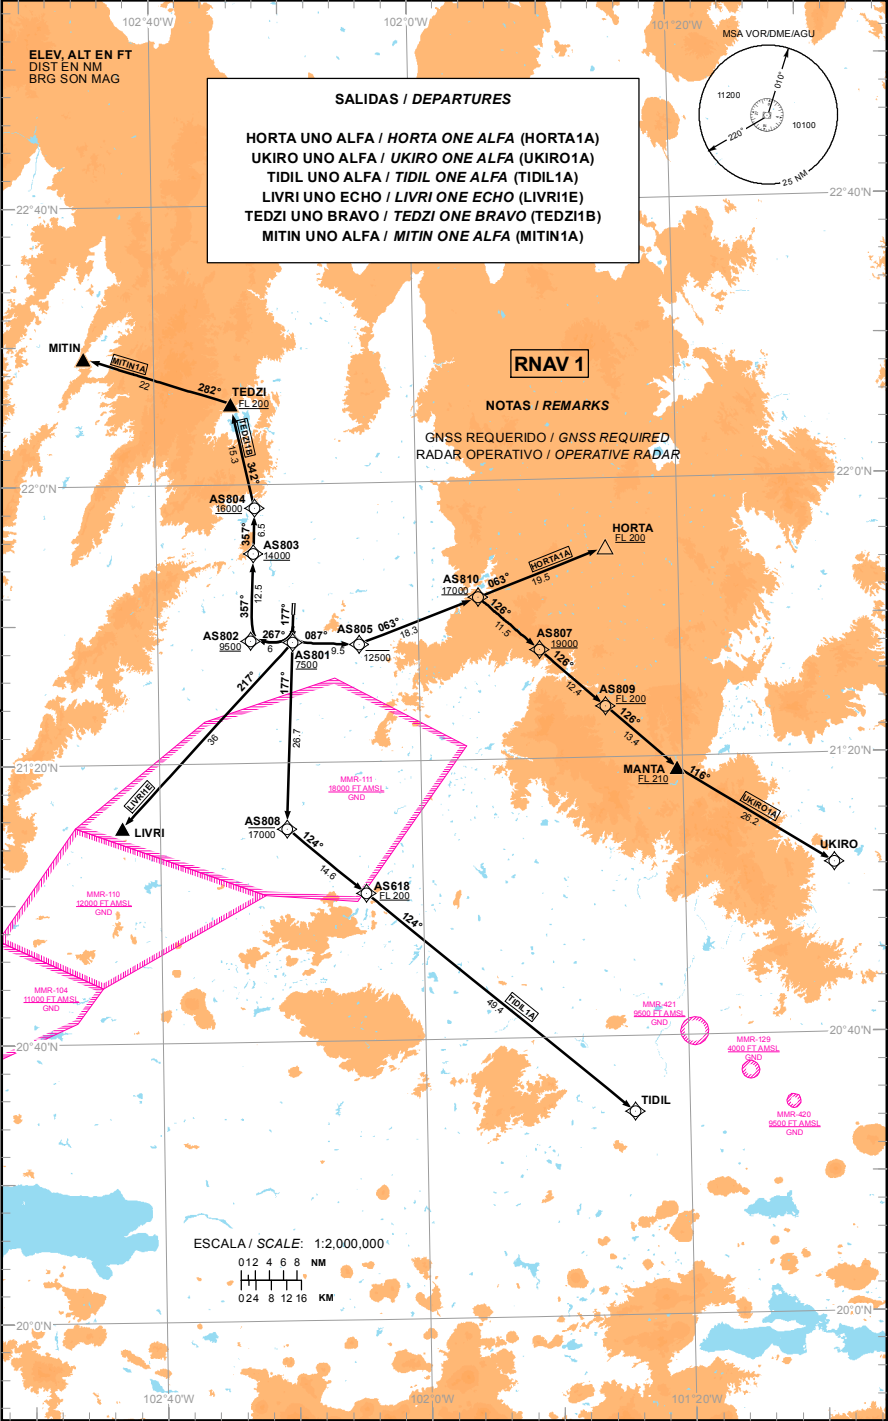 102°40'W
102°0'W
101°20'W
ELEV, ALT EN FT
DIST EN NM
BRG SON MAG
MSA VOR/DME/AGU
010°
11200
10100
220°
25 NM
SALIDAS / DEPARTURES
HORTA UNO ALFA / HORTA ONE ALFA (HORTA1A)
UKIRO UNO ALFA / UKIRO ONE ALFA (UKIRO1A)
TIDIL UNO ALFA / TIDIL ONE ALFA (TIDIL1A)
LIVRI UNO ECHO / LIVRI ONE ECHO (LIVRI1E)
TEDZI UNO BRAVO / TEDZI ONE BRAVO (TEDZI1B)
MITIN UNO ALFA / MITIN ONE ALFA (MITIN1A)
22°40'N
22°40'N
MITIN
MITIN1A
22
282°
TEDZI
FL 200
RNAV 1
NOTAS / REMARKS
GNSS REQUERIDO / GNSS REQUIRED
RADAR OPERATIVO / OPERATIVE RADAR
TEDZI1B
15.3
342°
22°0'N
22°0'N
AS804
16000
357°
6.5
AS803
14000
357°
12.5
HORTA
FL 200
HORTA1A
063°
19.5
AS810
17000
126°
11.5
AS807
19000
126°
12.4
AS809
FL 200
126°
13.4
MANTA
FL 210
116°
UKIRO1A
26.2
UKIRO
177°
AS802
9500
267°
6
087°
9.5
AS805
12500
063°
18.3
AS801
7500
217°
36
177°
26.7
21°20'N
21°20'N
MMR-111
18000 FT AMSL
GND
LIVRI1E
LIVRI
AS808
17000
124°
14.6
AS618
FL 200
124°
TIDIL1A
49.4
TIDIL
MMR-110
12000 FT AMSL
GND
MMR-104
11000 FT AMSL
GND
MMR-421
9500 FT AMSL
GND
MMR-129
4000 FT AMSL
GND
MMR-420
9500 FT AMSL
GND
20°40'N
20°40'N
ESCALA / SCALE: 1:2,000,000
012 4 6 8 NM
024 8 12 16 KM
20°0'N
20°0'N
102°40'W
102°0'W
101°20'W